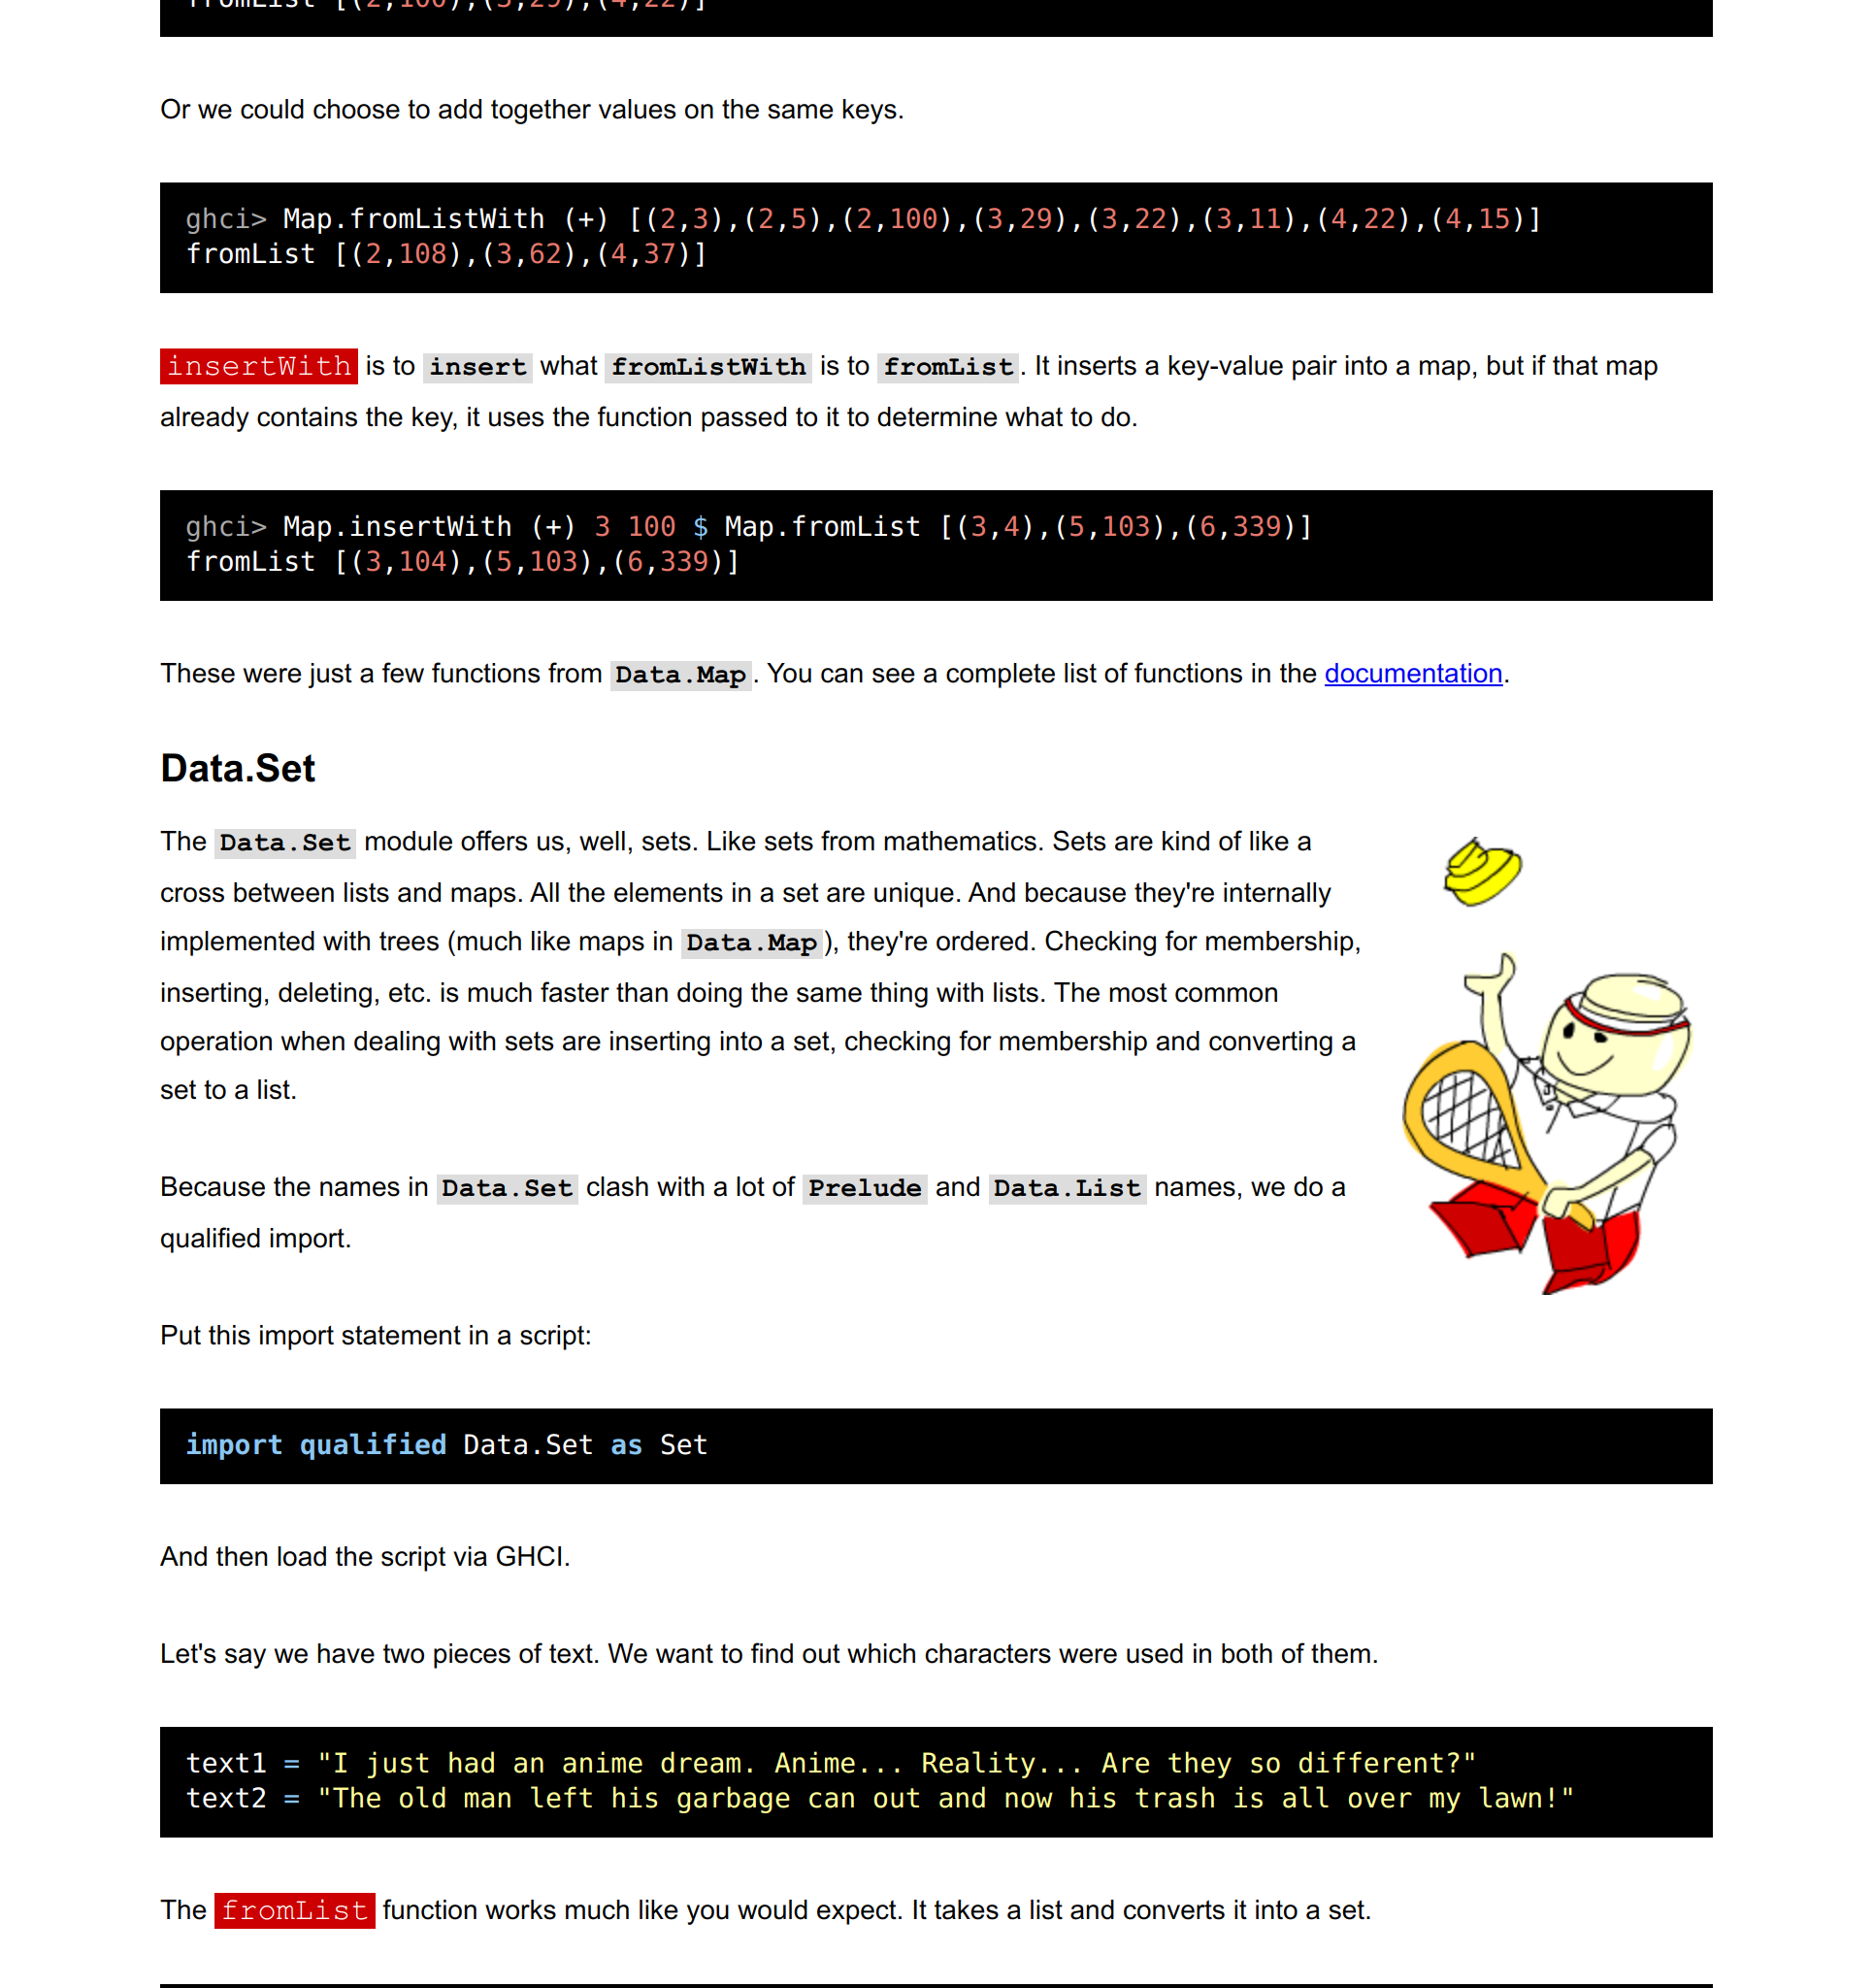 fromList [(2,100),(3,29),(4,22)]
Or we could choose to add together values on the same keys.
ghci> Map.fromListWith (+) [(2,3),(2,5),(2,100),(3,29),(3,22),(3,11),(4,22),(4,15)]
fromList [(2,108),(3,62),(4,37)]
insertWith is to insert what fromListWith is to fromList. It inserts a key-value pair into a map, but if that map
already contains the key, it uses the function passed to it to determine what to do.
ghci> Map.insertWith (+) 3 100 $ Map.fromList [(3,4),(5,103),(6,339)]
fromList [(3,104),(5,103),(6,339)]
These were just a few functions from Data.Map. You can see a complete list of functions in the documentation.
Data.Set
The Data.Set module offers us, well, sets. Like sets from mathematics. Sets are kind of like a
cross between lists and maps. All the elements in a set are unique. And because they're internally
implemented with trees (much like maps in Data.Map), they're ordered. Checking for membership,
inserting, deleting, etc. is much faster than doing the same thing with lists. The most common
operation when dealing with sets are inserting into a set, checking for membership and converting a
set to a list.
Because the names in Data.Set clash with a lot of Prelude and Data.List names, we do a
qualified import.
Put this import statement in a script:
import qualified Data.Set as Set
And then load the script via GHCI.
Let's say we have two pieces of text. We want to find out which characters were used in both of them.
text1 = "I just had an anime dream. Anime... Reality... Are they so different?"
text2 = "The old man left his garbage can out and now his trash is all over my lawn!"
The fromList function works much like you would expect. It takes a list and converts it into a set.